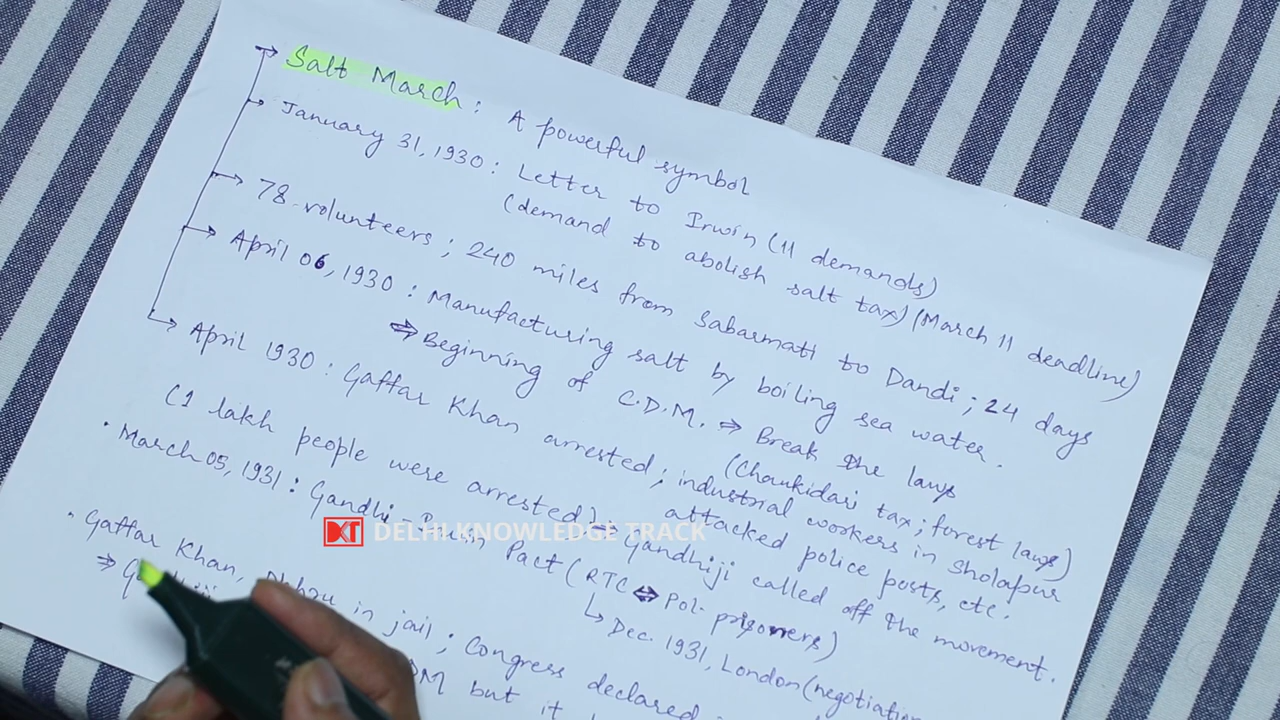 Salt March : A powerful symbol
January 31, 1930 : Letter to Irwin (11 demands)
(demand to abolish salt tax) (March 11 deadline)
78 volunteers ; 240 miles from Sabarmati to Dandi ; 24 days
April 06, 1930 : Manufacturing salt by boiling sea water.
⇒ Beginning of C.D.M. ⇒ Break the laws
(Chaukidari tax ; forest laws)
April 1930 : Gaffar Khan arrested ; industrial workers in Sholapur
attacked police posts, etc.
(1 lakh people were arrested) Gandhiji called off the movement.
• March 05, 1931 : Gandhi - Irwin Pact (RTC ⇔ Pol. prisoners)
↳ Dec. 1931, London (negotiation
• Gaffar Khan, Nehru in jail ; Congress declared
⇒ but it
DKT DELHI KNOWLEDGE TRACK